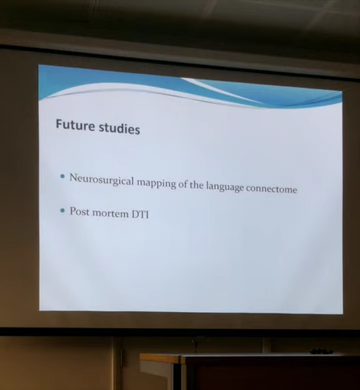 Future studies
Neurosurgical mapping of the language connectome
Post mortem DTI